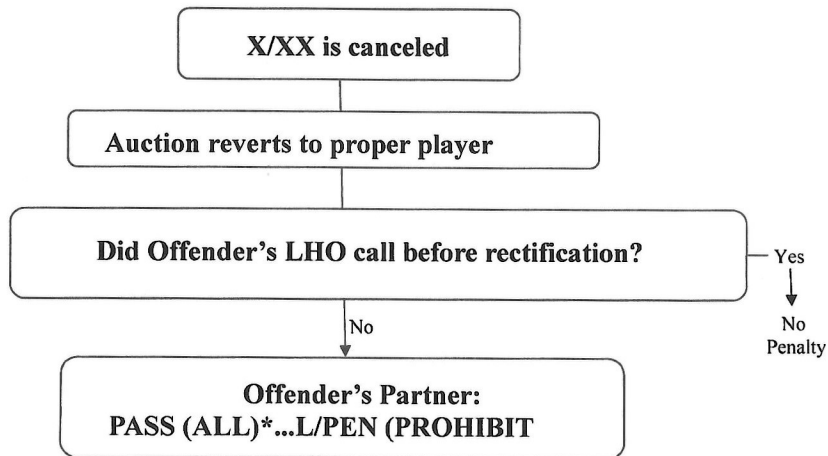 X/XX is canceled
Auction reverts to proper player
Did Offender's LHO call before rectification?
Yes
No
Penalty
No
Offender's Partner:
PASS (ALL)*...L/PEN (PROHIBIT